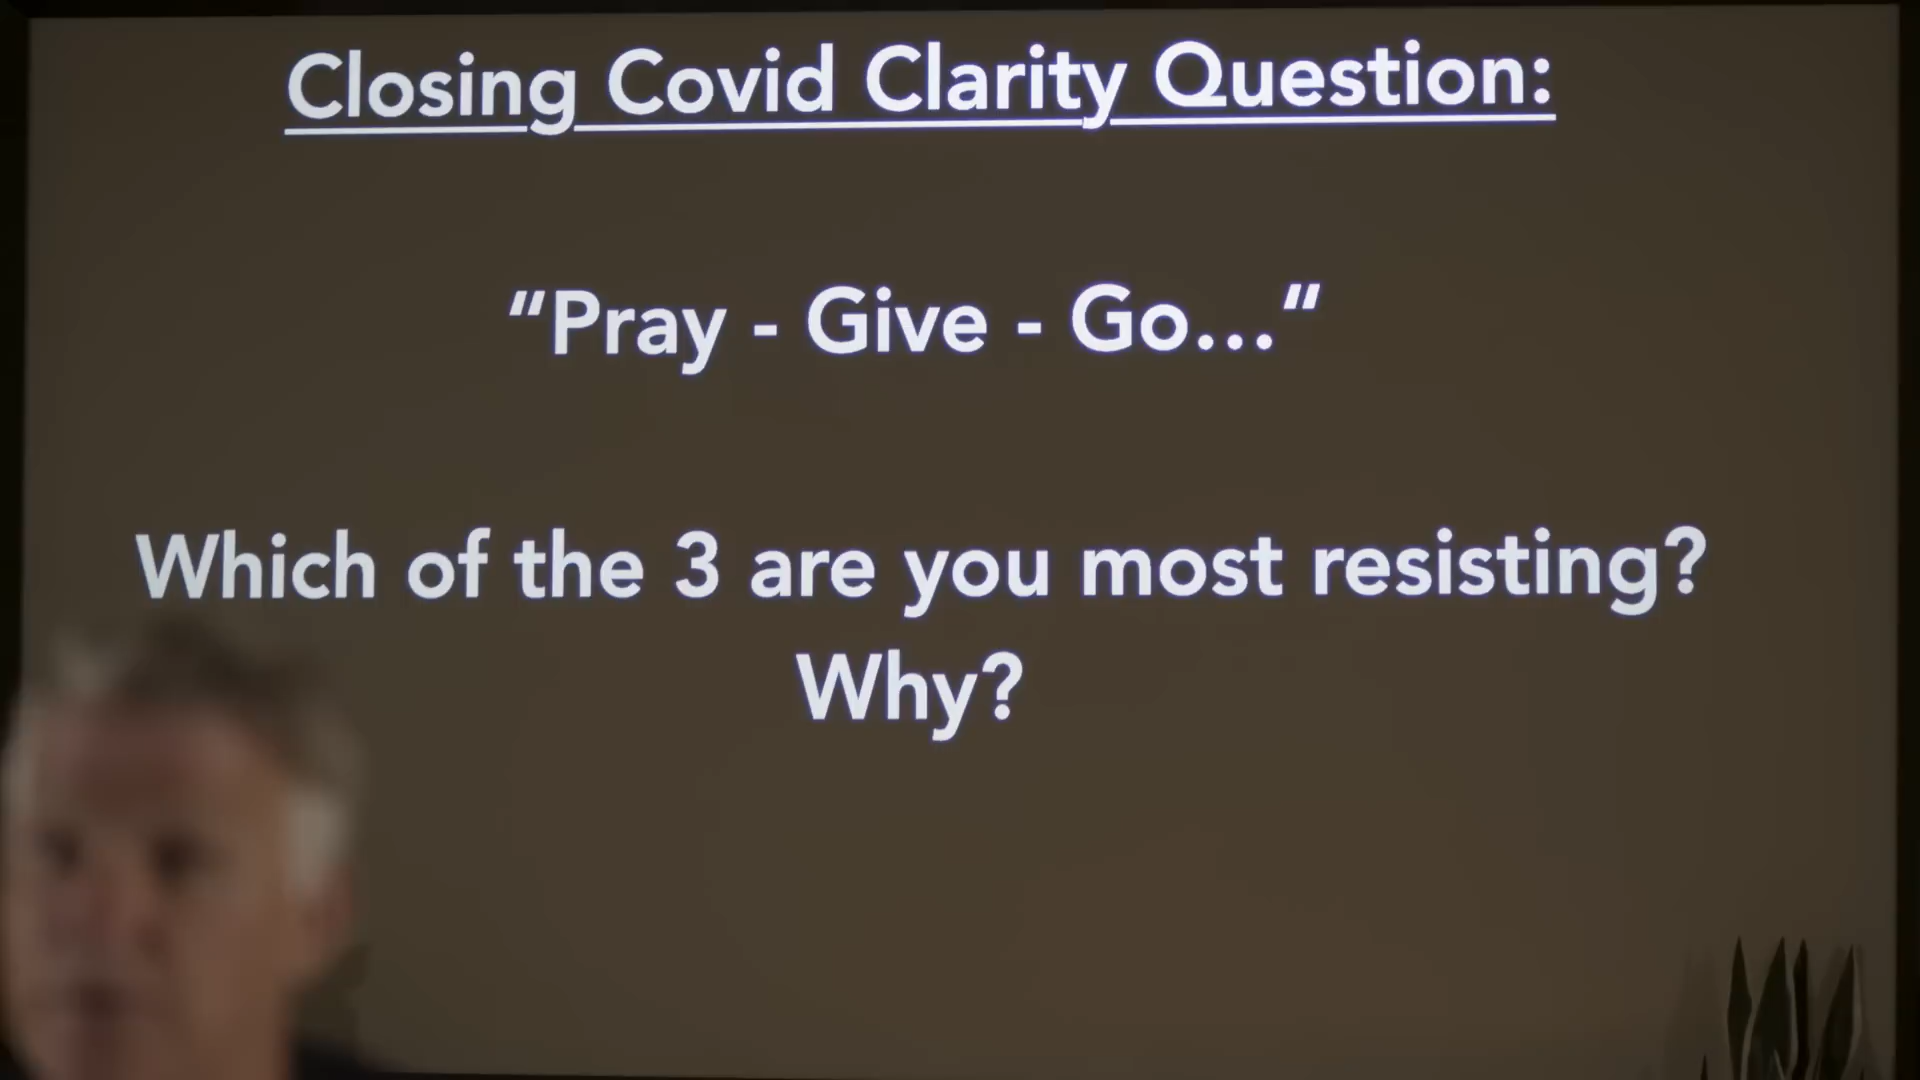 Closing Covid Clarity Question:
“Pray - Give - Go...“
Which of the 3 are you most resisting?
Why?